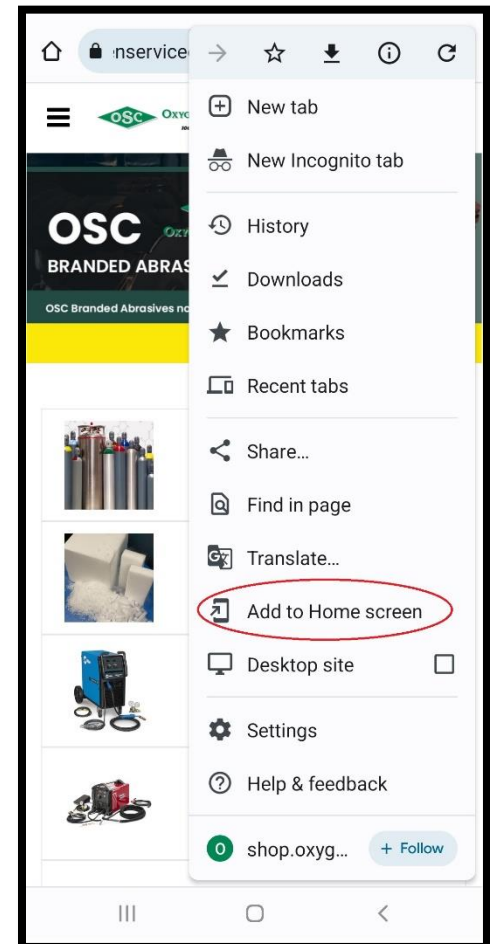 enservice
New tab
OSC
New Incognito tab
OSC
History
BRANDED ABRAS
Downloads
OSC Branded Abrasives no
Bookmarks
Recent tabs
Share...
Find in page
Translate...
Add to Home screen
Desktop site
Settings
Help & feedback
O shop.oxyg... + Follow